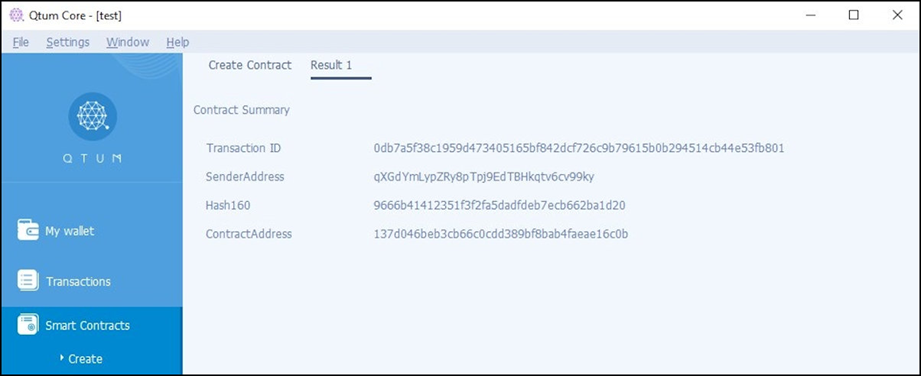 Qtum Core - [test]
File Settings Window Help
Create Contract Result 1
Contract Summary
QTUM
Transaction ID 0db7a5f38c1959d473405165bf842dcf726c9b79615b0b294514cb44e53fb801
SenderAddress qXGdYmLypZRy8pTpj9EdTBHkqtv6cv99ky
Hash160 9666b41412351f3f2fa5dadfdeb7ecb662ba1d20
ContractAddress 137d046beb3cb66c0cdd389bf8bab4faeae16c0b
My wallet
Transactions
Smart Contracts
Create